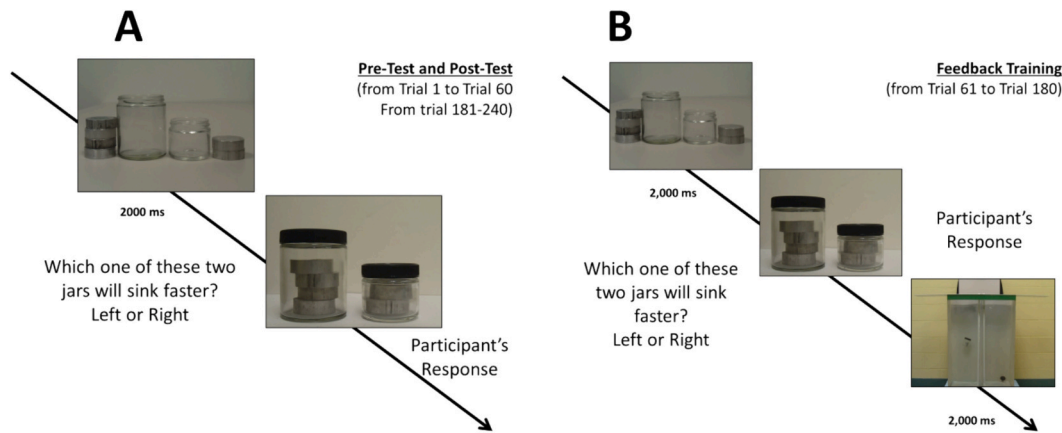 A
Pre-Test and Post-Test
(from Trial 1 to Trial 60
From trial 181-240)
2000 ms
Which one of these two
jars will sink faster?
Left or Right
Participant's
Response
B
Feedback Training
(from Trial 61 to Trial 180)
2,000 ms
Which one of these
two jars will sink
faster?
Left or Right
Participant's
Response
2,000 ms